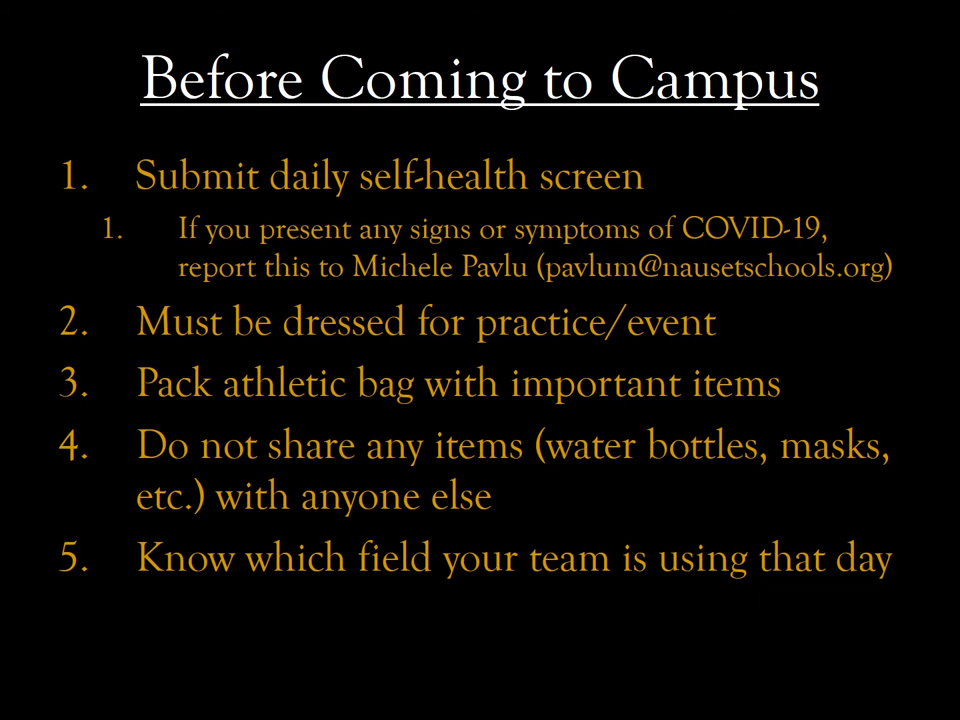 Before Coming to Campus
1. Submit daily self-health screen
1. If you present any signs or symptoms of COVID-19,
report this to Michele Pavlu (pavlum@nausetschools.org)
2. Must be dressed for practice/event
3. Pack athletic bag with important items
4. Do not share any items (water bottles, masks,
etc.) with anyone else
5. Know which field your team is using that day